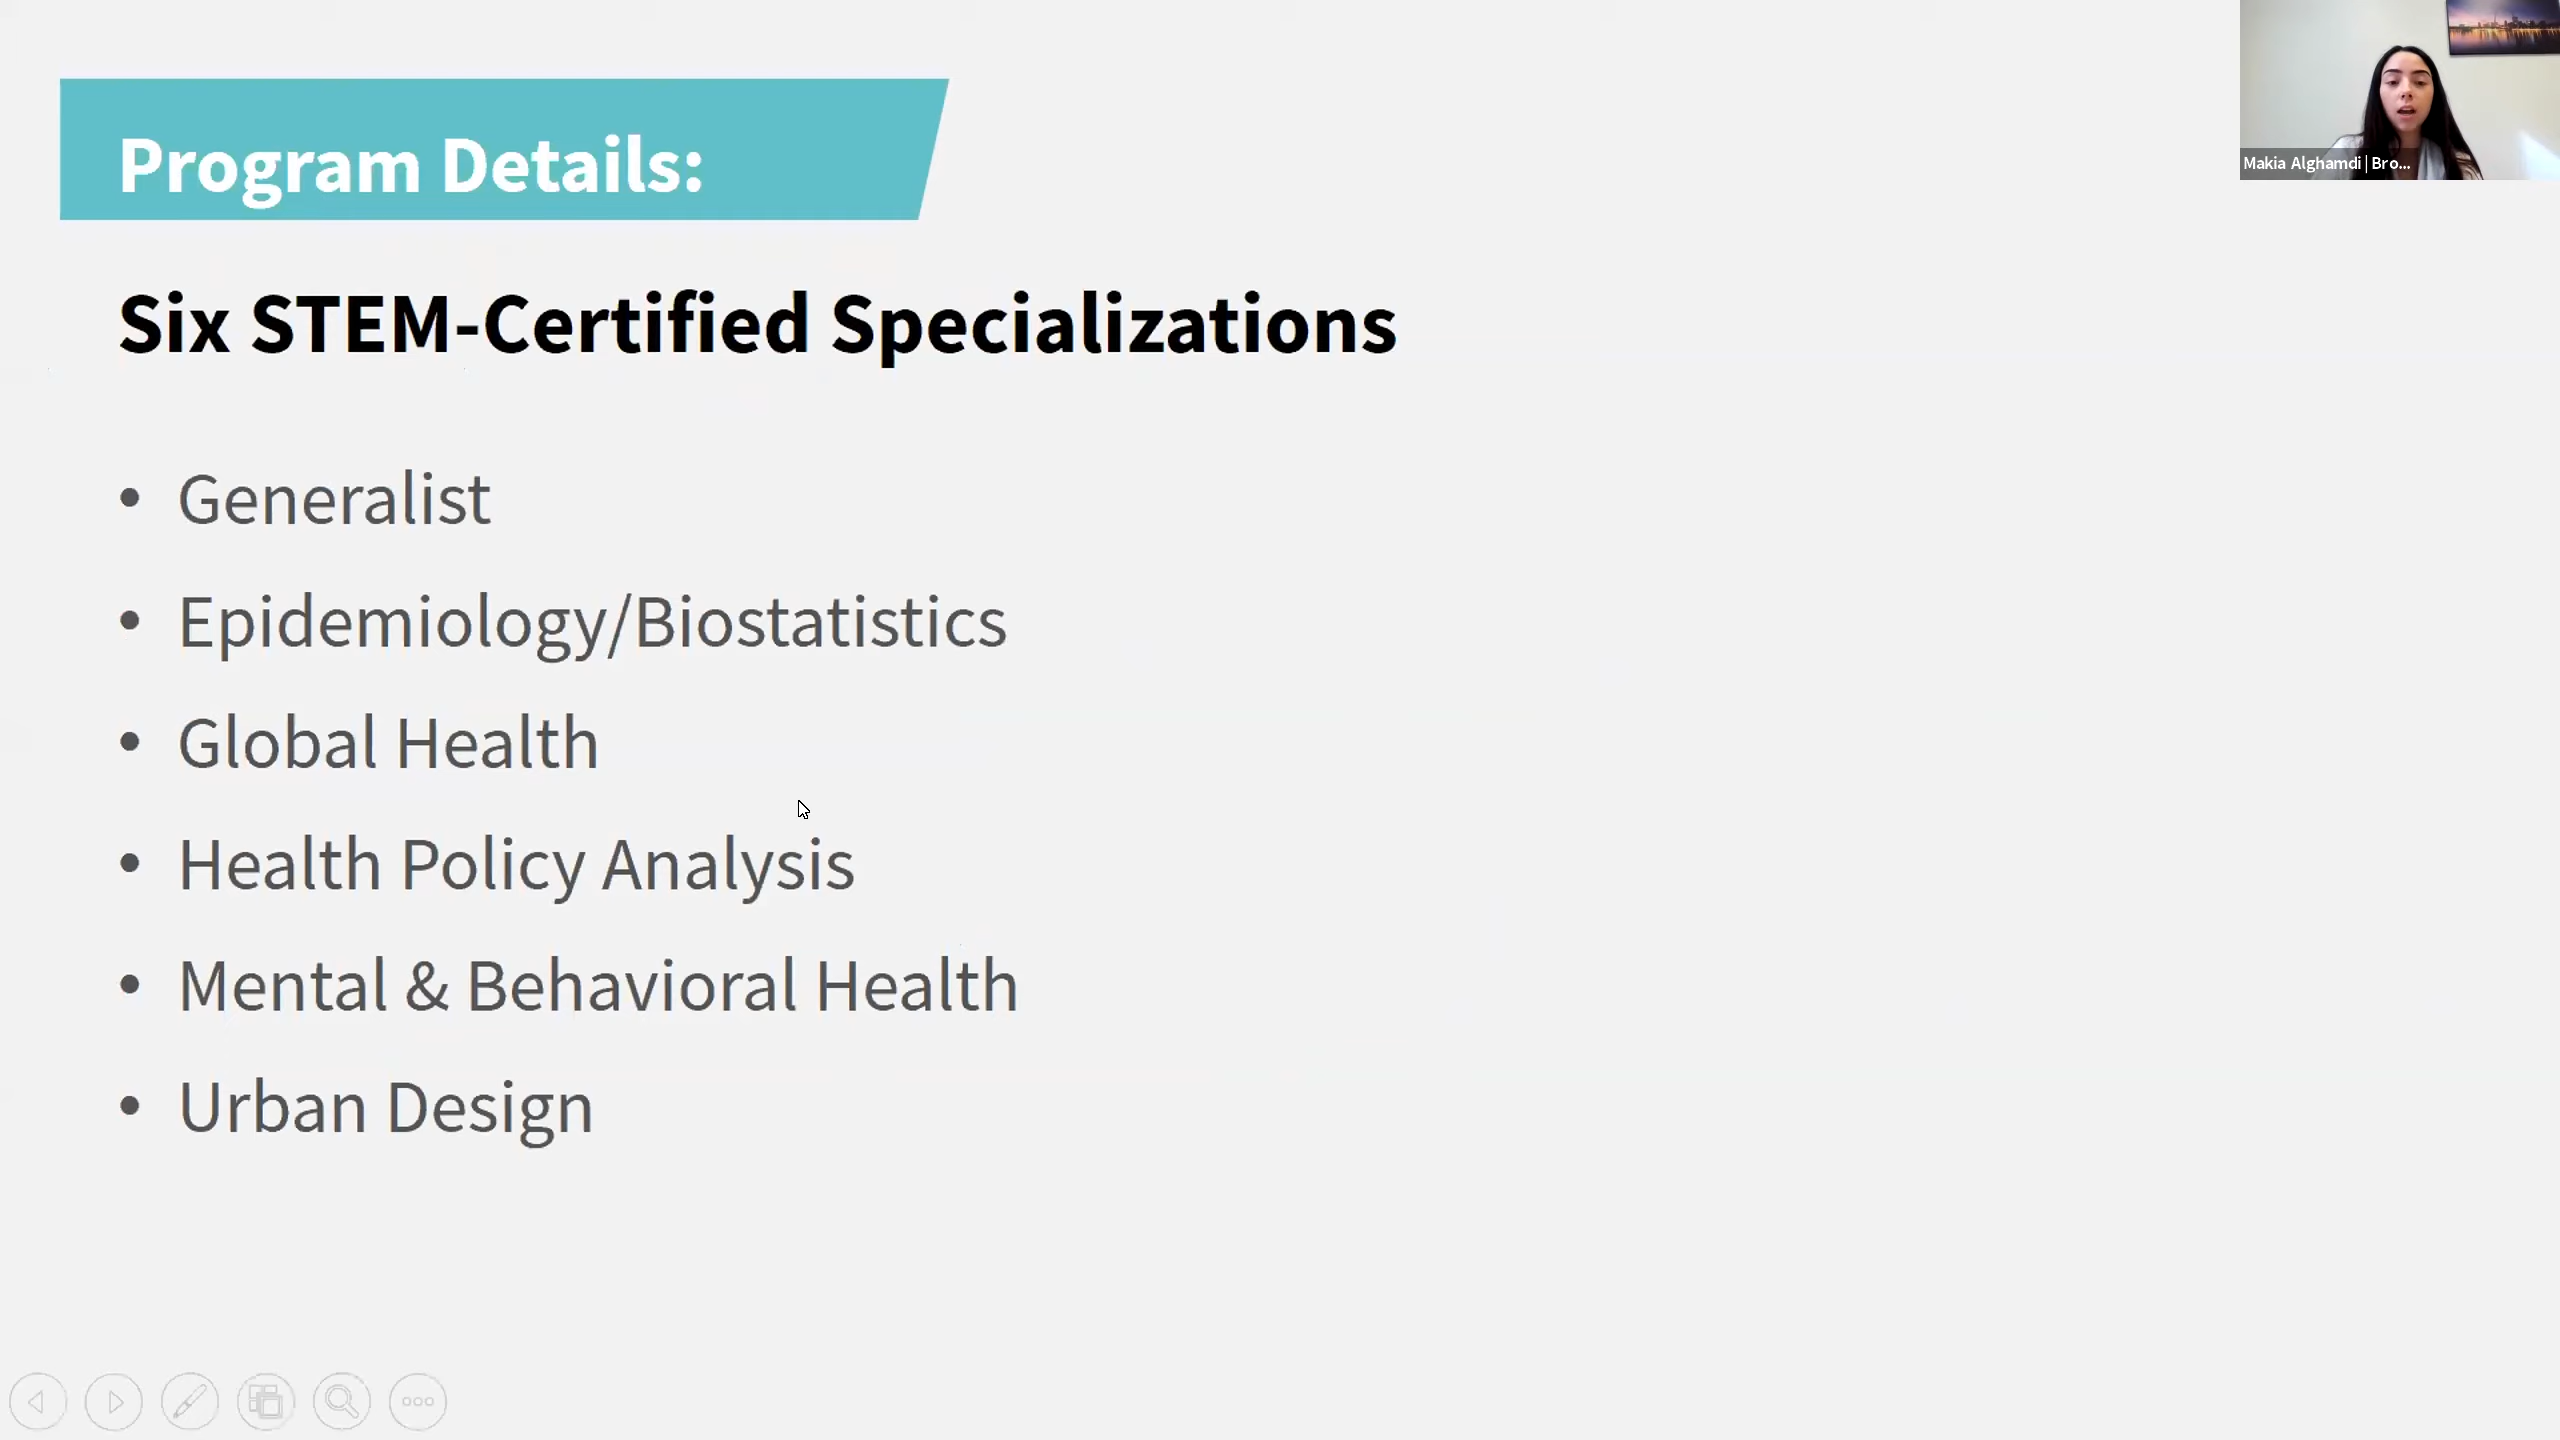 Program Details:
Six STEM-Certified Specializations
• Generalist
• Epidemiology/Biostatistics
• Global Health
• Health Policy Analysis
• Mental & Behavioral Health
• Urban Design
Makia Alghamdi | Bro...